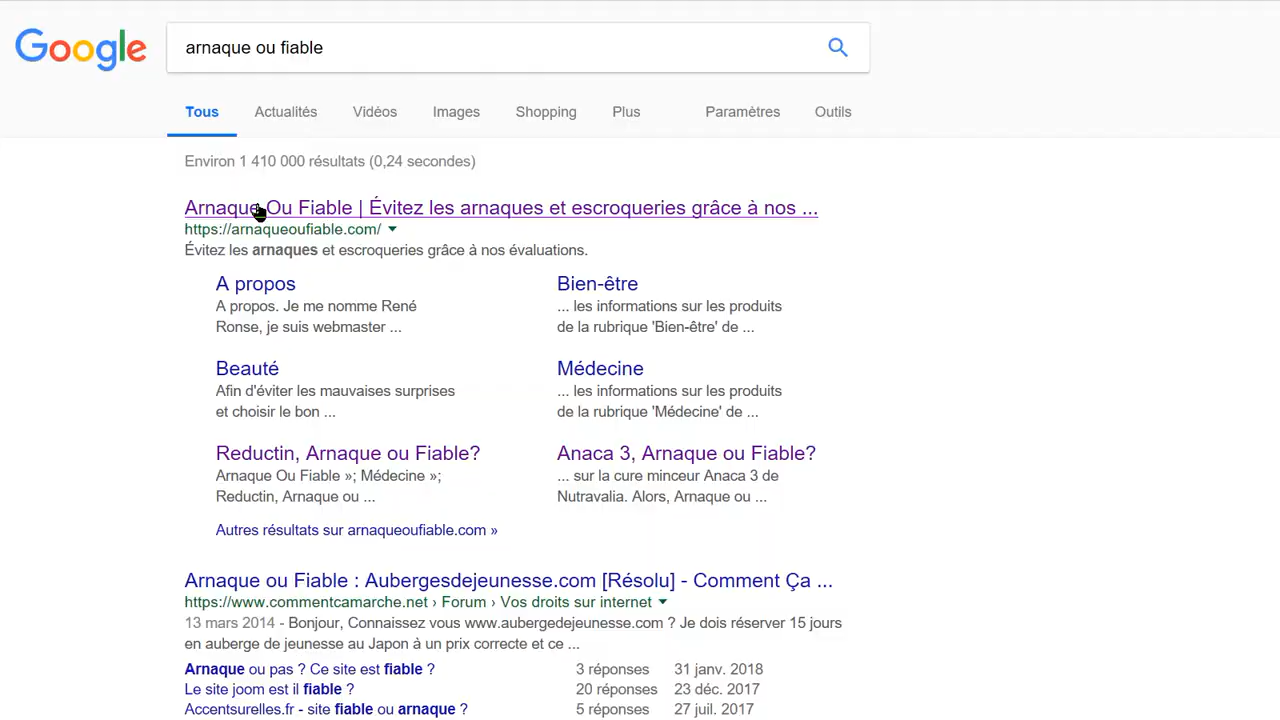 Google
arnaque ou fiable
Tous Actualités Vidéos Images Shopping Plus Paramètres Outils
Environ 1 410 000 résultats (0,24 secondes)
Arnaque Ou Fiable | Évitez les arnaques et escroqueries grâce à nos ...
https://arnaqueoufiable.com/
Évitez les arnaques et escroqueries grâce à nos évaluations.
A propos
A propos. Je me nomme René
Ronse, je suis webmaster ...
Bien-être
... les informations sur les produits
de la rubrique 'Bien-être' de ...
Beauté
Afin d'éviter les mauvaises surprises
et choisir le bon ...
Médecine
... les informations sur les produits
de la rubrique 'Médecine' de ...
Reductin, Arnaque ou Fiable?
Arnaque Ou Fiable »; Médecine »;
Reductin, Arnaque ou ...
Anaca 3, Arnaque ou Fiable?
... sur la cure minceur Anaca 3 de
Nutravalia. Alors, Arnaque ou ...
Autres résultats sur arnaqueoufiable.com »
Arnaque ou Fiable : Aubergesdejeunesse.com [Résolu] - Comment Ça ...
https://www.commentcamarche.net › Forum › Vos droits sur internet
13 mars 2014 - Bonjour, Connaissez vous www.aubergedejeunesse.com ? Je dois réserver 15 jours
en auberge de jeunesse au Japon à un prix correcte et ce ...
Arnaque ou pas ? Ce site est fiable ? 3 réponses 31 janv. 2018
Le site joom est il fiable ? 20 réponses 23 déc. 2017
Accentsurelles.fr - site fiable ou arnaque ? 5 réponses 27 juil. 2017